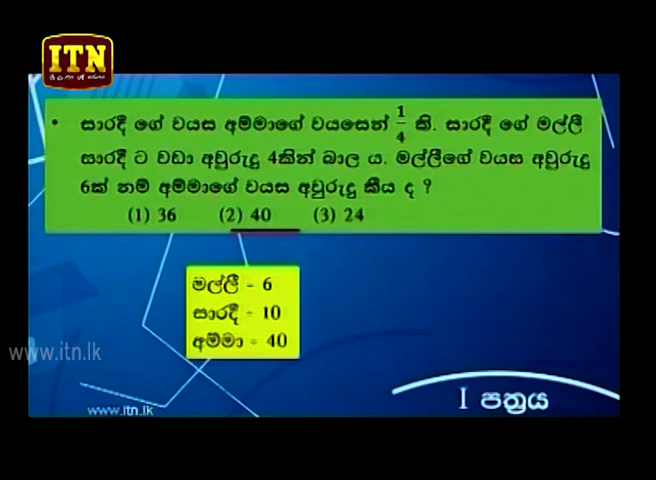 ITN
• සාරදී ගේ වයස අම්මාගේ වයසෙන් 1/4 කි. සාරදී ගේ මල්ලී
සාරදී ට වඩා අවුරුදු 4කින් බාල ය. මල්ලීගේ වයස අවුරුදු
6ක් නම් අම්මාගේ වයස අවුරුදු කීය ද ?
(1) 36 (2) 40 (3) 24
මල්ලී - 6
සාරදී - 10
අම්මා - 40
www.itn.lk
I පත්‍රය
www.itn.lk